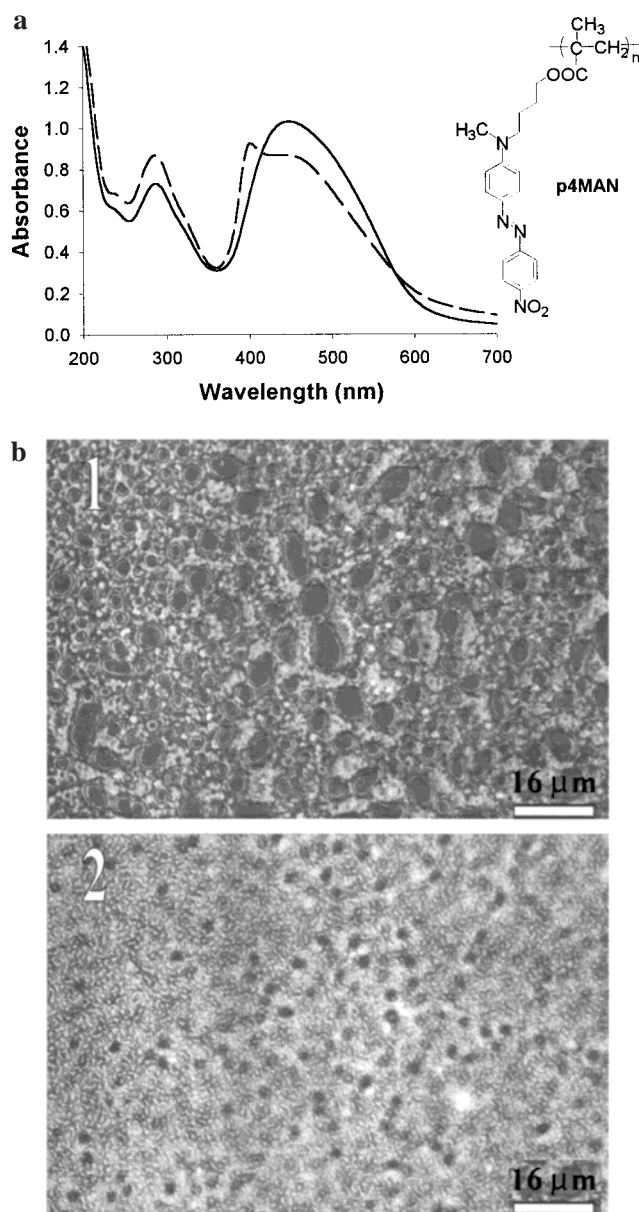 a
1.4
1.2
1.0
0.8
0.6
0.4
0.2
0.0
Absorbance
200 300 400 500 600 700
Wavelength (nm)
CH3
C CH2 n
OOC
H3C N
p4MAN
N
N
NO2
b
1
16 μm
2
16 μm